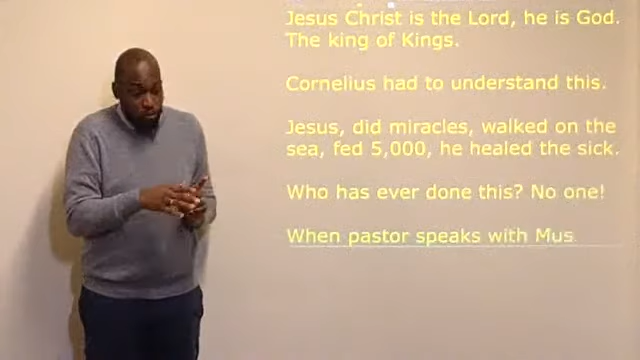 Jesus Christ is the Lord, he is God.
The king of Kings.
Cornelius had to understand this.
Jesus, did miracles, walked on the
sea, fed 5,000, he healed the sick.
Who has ever done this? No one!
When pastor speaks with Mus